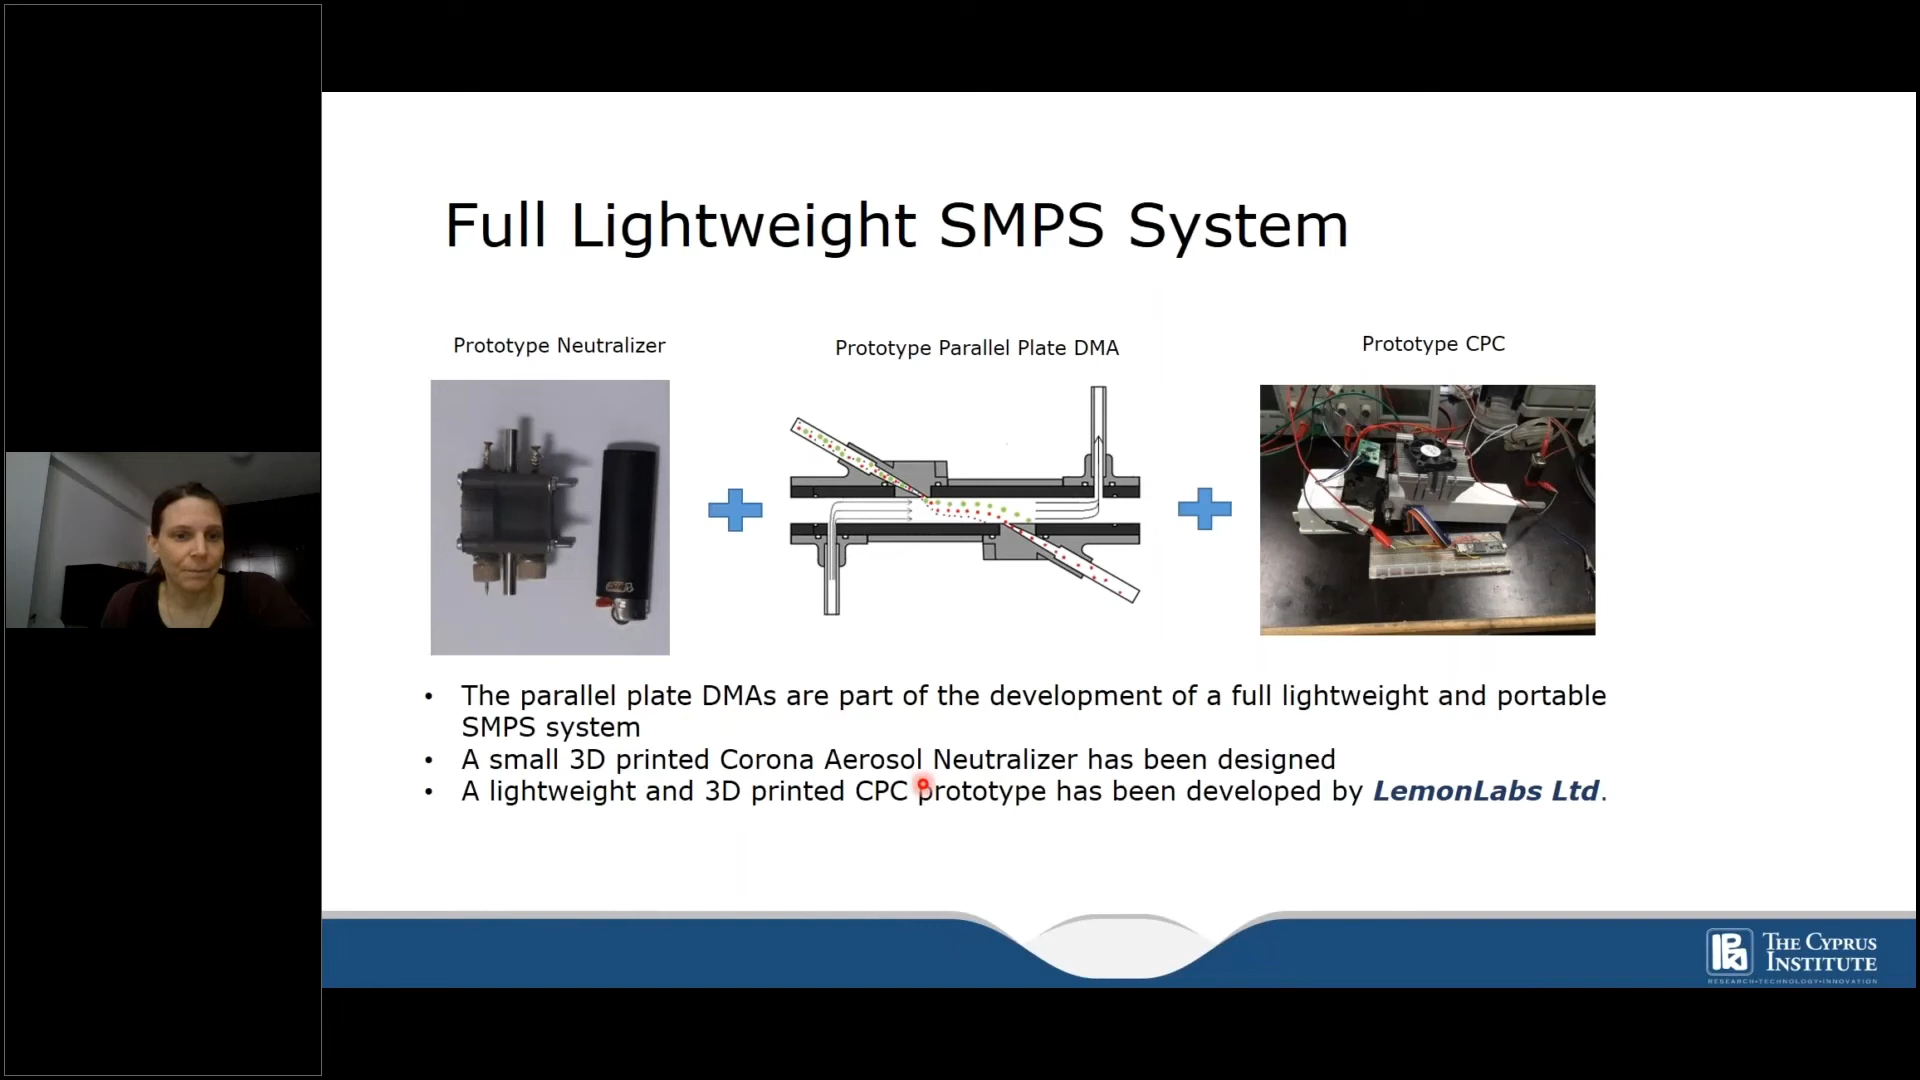 Full Lightweight SMPS System
Prototype Neutralizer
Prototype Parallel Plate DMA
Prototype CPC
• The parallel plate DMAs are part of the development of a full lightweight and portable
SMPS system
• A small 3D printed Corona Aerosol Neutralizer has been designed
• A lightweight and 3D printed CPC prototype has been developed by LemonLabs Ltd.
THE CYPRUS
INSTITUTE
RESEARCH•TECHNOLOGY•INNOVATION